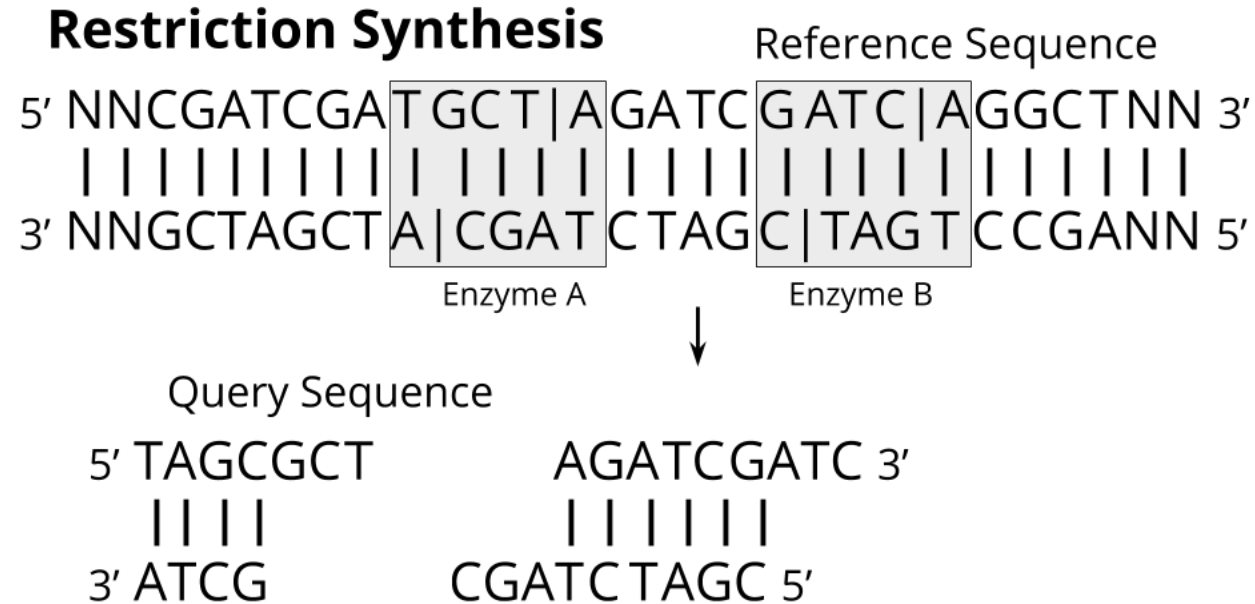 Restriction Synthesis
Reference Sequence
5’ NNCGATCGATGCT|AGATCGATC|AGGCTNN 3’
3’ NNGCTAGCTA|CGATCTAGC|TAGTCCGANN 5’
Enzyme A Enzyme B
Query Sequence
5’ TAGCGCT AGATCGATC 3’
3’ ATCG CGATCTAGC 5’